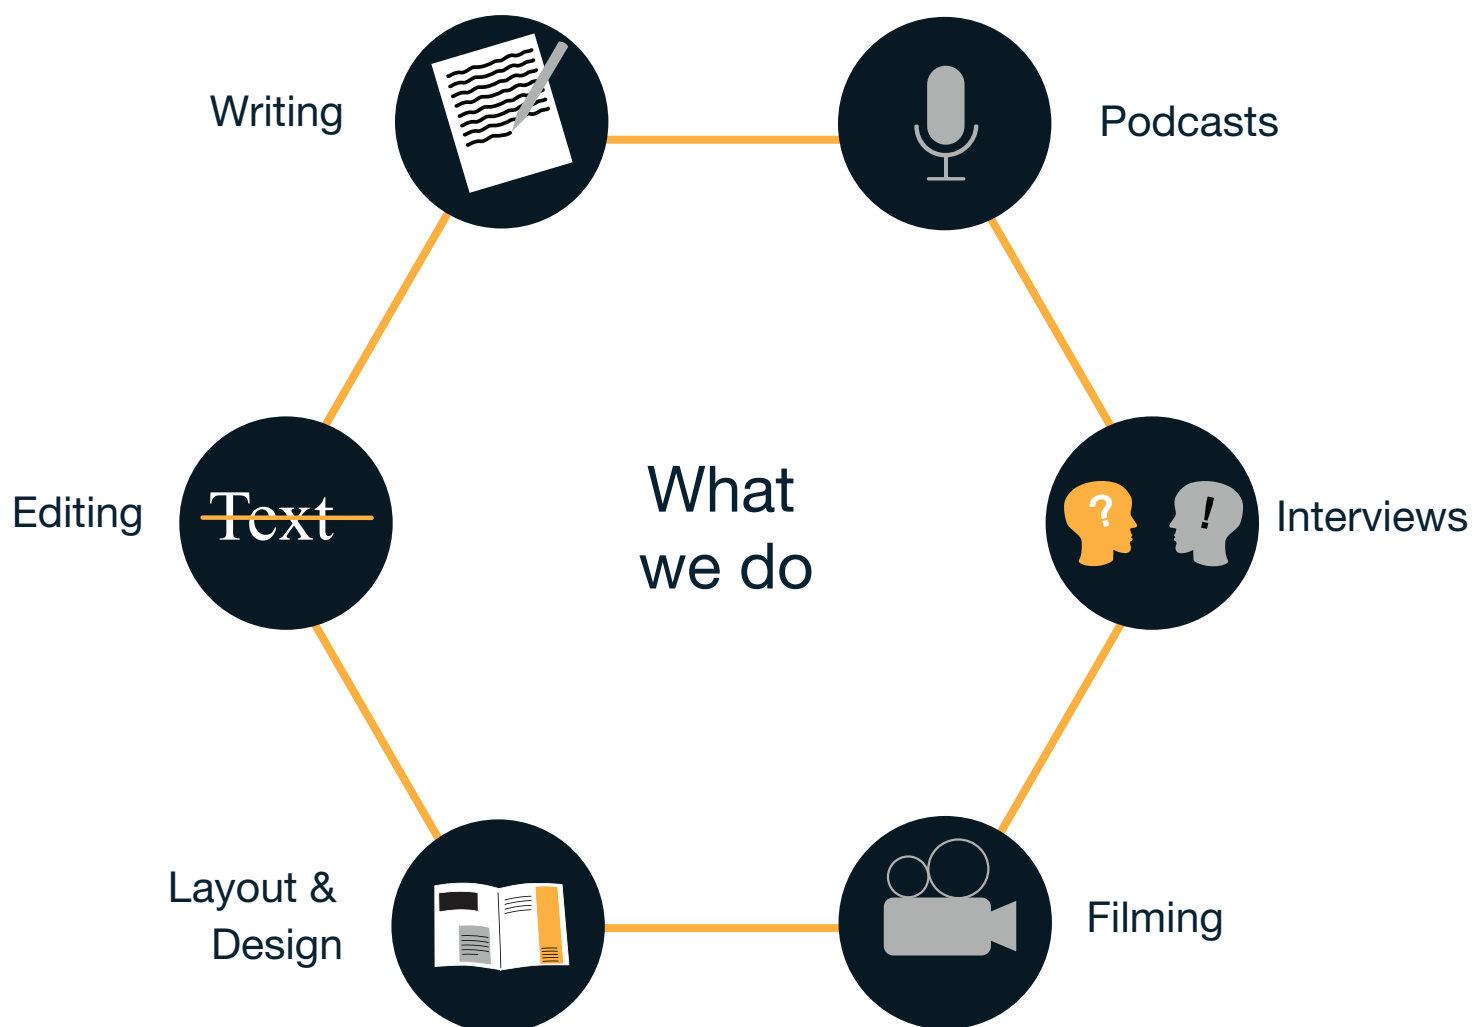 Writing
Podcasts
Text
Editing
What
we do
Interviews
?
!
Layout &
Design
Filming